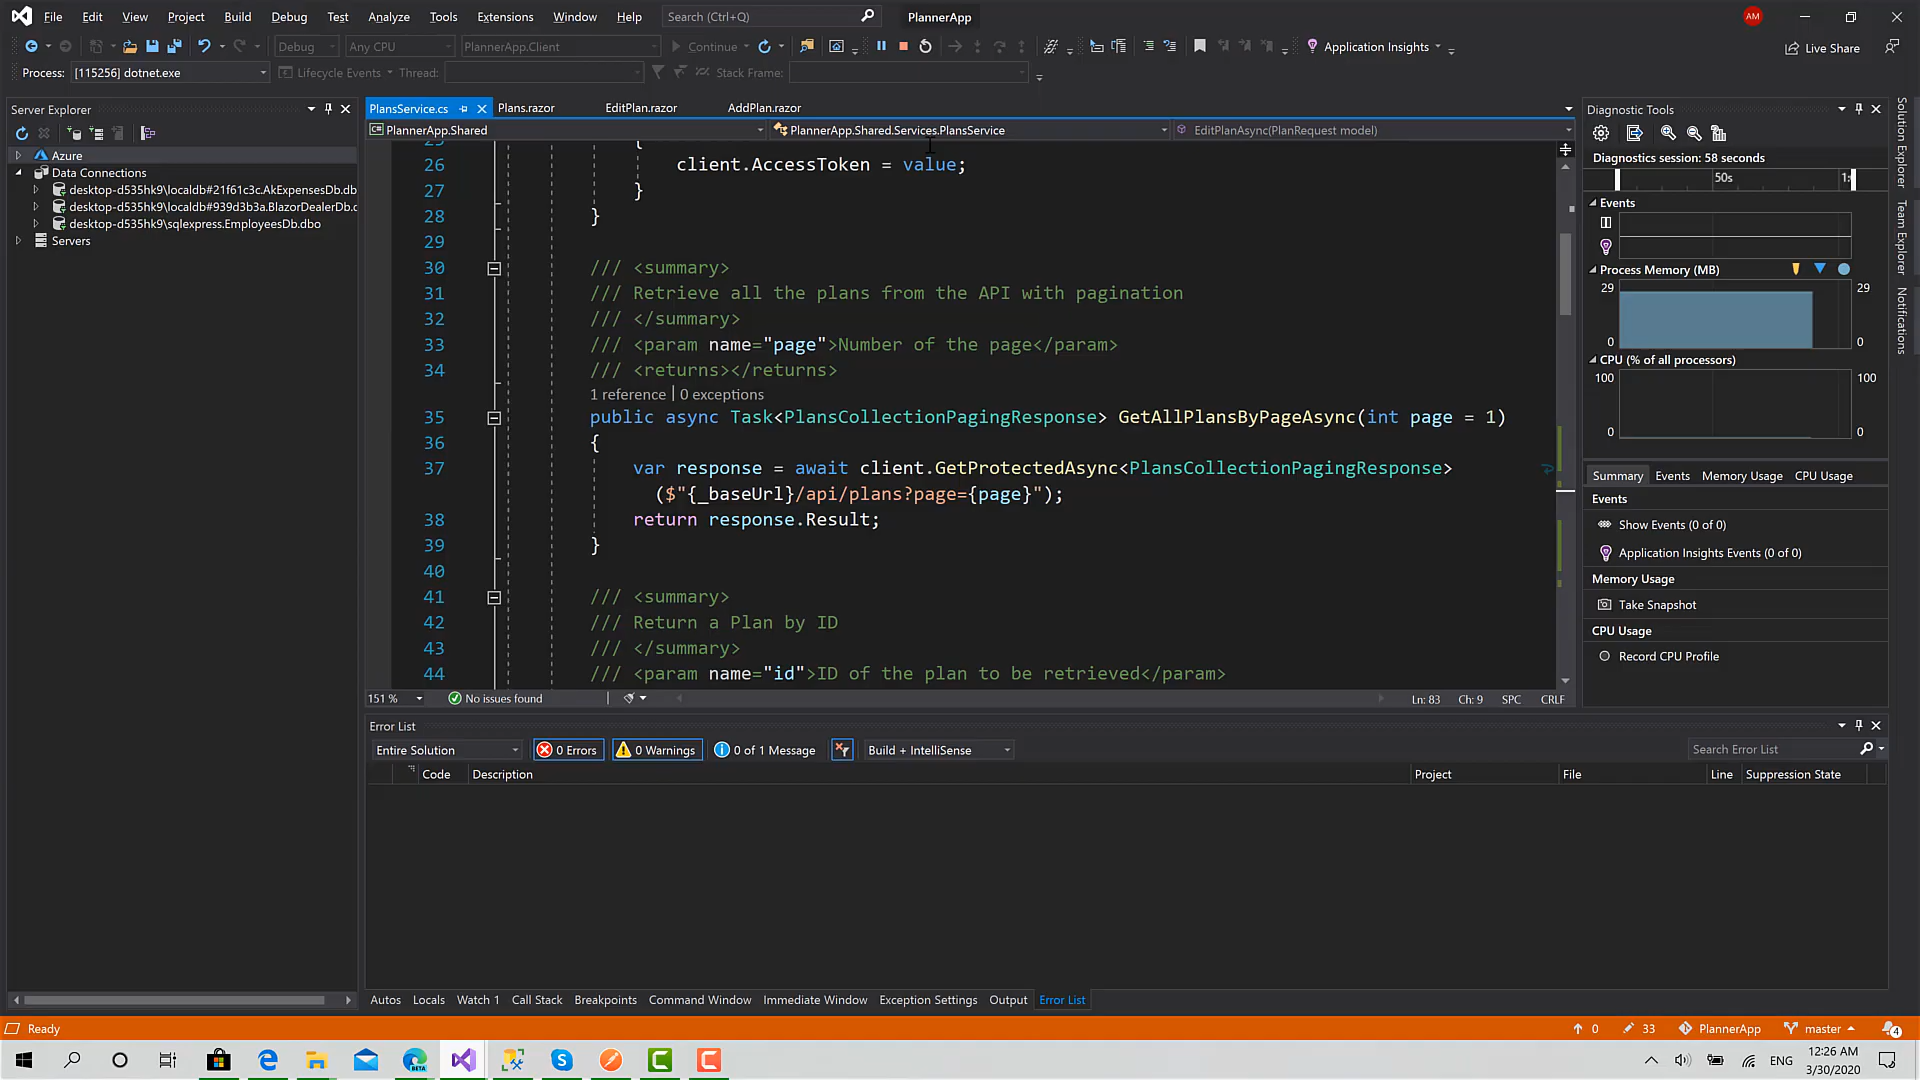 File Edit View Project Build Debug Test Analyze Tools Extensions Window Help Search (Ctrl+Q) PlannerApp AM
Debug Any CPU PlannerApp.Client Continue Application Insights Live Share
Process: [115256] dotnet.exe Lifecycle Events Thread: Stack Frame:
Server Explorer
Azure
Data Connections
desktop-d535hk9\localdb#21f61c3c.AkExpensesDb.db
desktop-d535hk9\localdb#939d3b3a.BlazorDealerDb.c
desktop-d535hk9\sqlexpress.EmployeesDb.dbo
Servers
PlansService.cs Plans.razor EditPlan.razor AddPlan.razor
PlannerApp.Shared PlannerApp.Shared.Services.PlansService EditPlanAsync(PlanRequest model)
25 {
26 client.AccessToken = value;
27 }
28 }
29
30 /// <summary>
31 /// Retrieve all the plans from the API with pagination
32 /// </summary>
33 /// <param name="page">Number of the page</param>
34 /// <returns></returns>
1 reference | 0 exceptions
35 public async Task<PlansCollectionPagingResponse> GetAllPlansByPageAsync(int page = 1)
36 {
37 var response = await client.GetProtectedAsync<PlansCollectionPagingResponse>
($"{_baseUrl}/api/plans?page={page}");
38 return response.Result;
39 }
40
41 /// <summary>
42 /// Return a Plan by ID
43 /// </summary>
44 /// <param name="id">ID of the plan to be retrieved</param>
151 % No issues found Ln: 83 Ch: 9 SPC CRLF
Diagnostic Tools
Diagnostics session: 58 seconds
50s 1:
Events
Process Memory (MB)
29 29
0 0
CPU (% of all processors)
100 100
0 0
Summary Events Memory Usage CPU Usage
Events
Show Events (0 of 0)
Application Insights Events (0 of 0)
Memory Usage
Take Snapshot
CPU Usage
Record CPU Profile
Solution Explorer
Team Explorer
Notifications
Error List
Entire Solution 0 Errors 0 Warnings 0 of 1 Message Build + IntelliSense Search Error List
Code Description Project File Line Suppression State
Autos Locals Watch 1 Call Stack Breakpoints Command Window Immediate Window Exception Settings Output Error List
Ready 0 33 PlannerApp master 4
BETA ENG 12:26 AM
3/30/2020